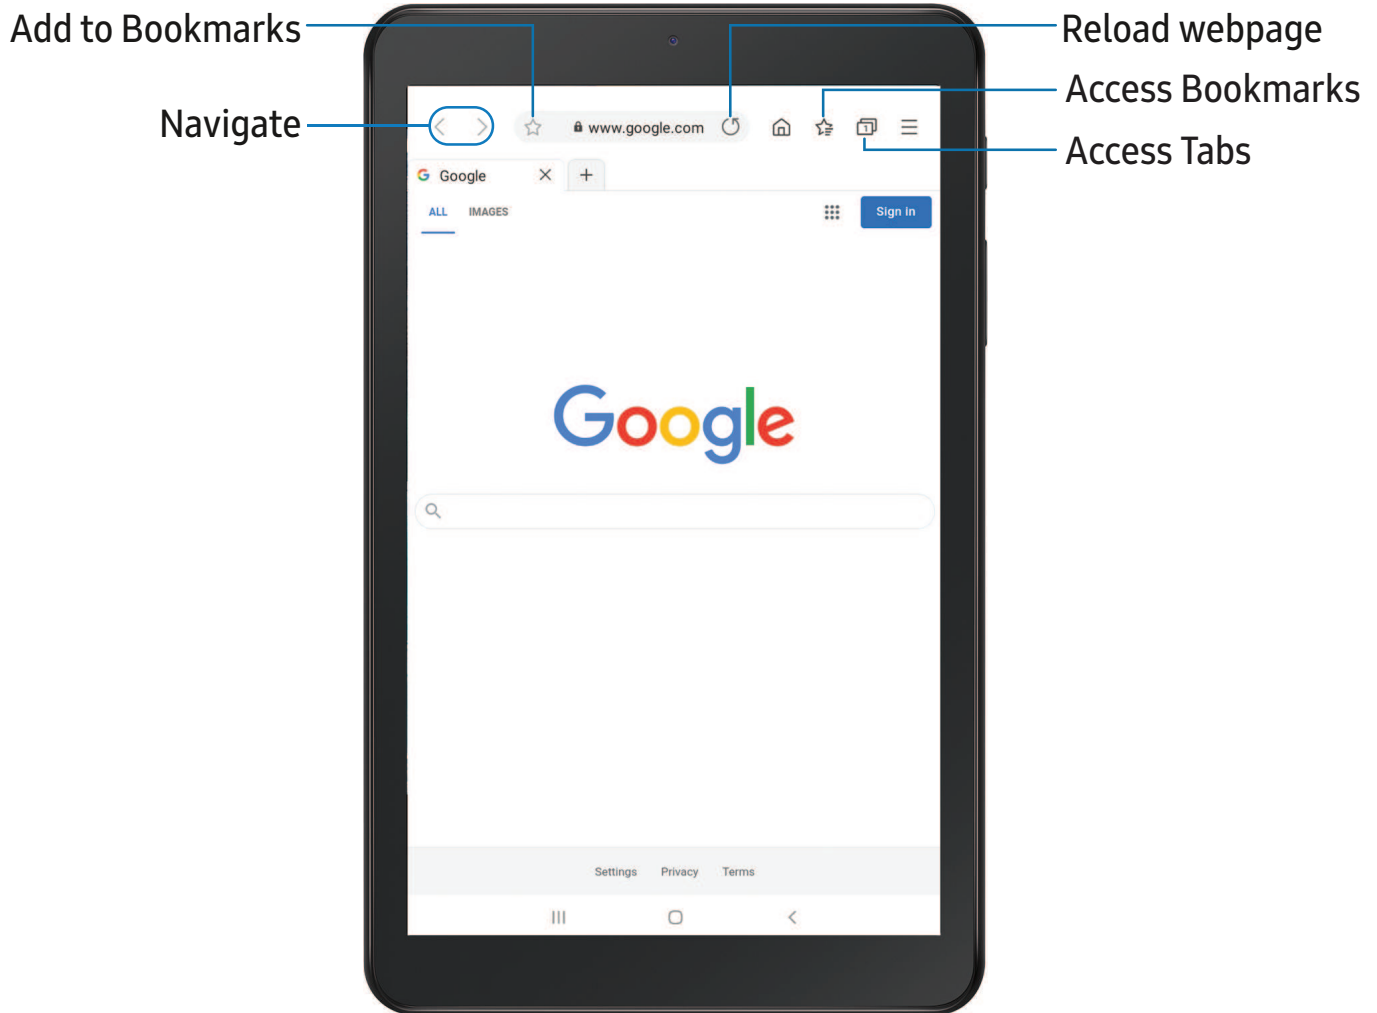 Add to Bookmarks
Reload webpage
Access Bookmarks
Navigate
Access Tabs
www.google.com
1
Google
ALL IMAGES
Sign in
Google
Settings Privacy Terms